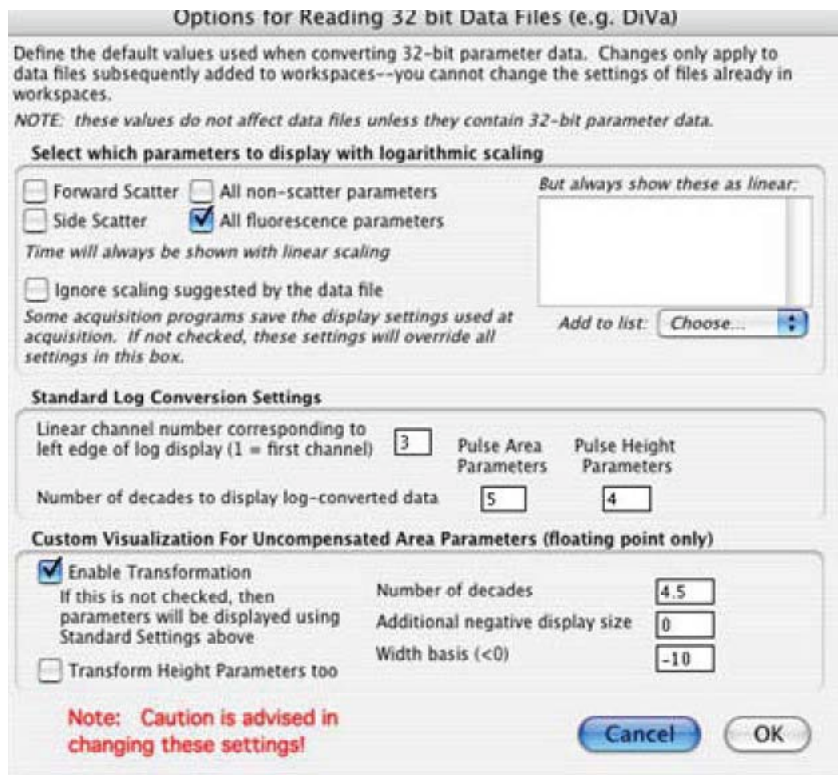 Options for Reading 32 bit Data Files (e.g. DiVa)
Define the default values used when converting 32-bit parameter data. Changes only apply to
data files subsequently added to workspaces--you cannot change the settings of files already in
workspaces.
NOTE: these values do not affect data files unless they contain 32-bit parameter data.
Select which parameters to display with logarithmic scaling
Forward Scatter All non-scatter parameters
Side Scatter All fluorescence parameters
Time will always be shown with linear scaling
Ignore scaling suggested by the data file
Some acquisition programs save the display settings used at
acquisition. If not checked, these settings will override all
settings in this box.
But always show these as linear:
Add to list: Choose...
Standard Log Conversion Settings
Linear channel number corresponding to
left edge of log display (1 = first channel) 3
Pulse Area
Parameters
Pulse Height
Parameters
Number of decades to display log-converted data 5 4
Custom Visualization For Uncompensated Area Parameters (floating point only)
Enable Transformation
If this is not checked, then
parameters will be displayed using
Standard Settings above
Transform Height Parameters too
Number of decades 4.5
Additional negative display size 0
Width basis (<0) -10
Note: Caution is advised in
changing these settings!
Cancel OK